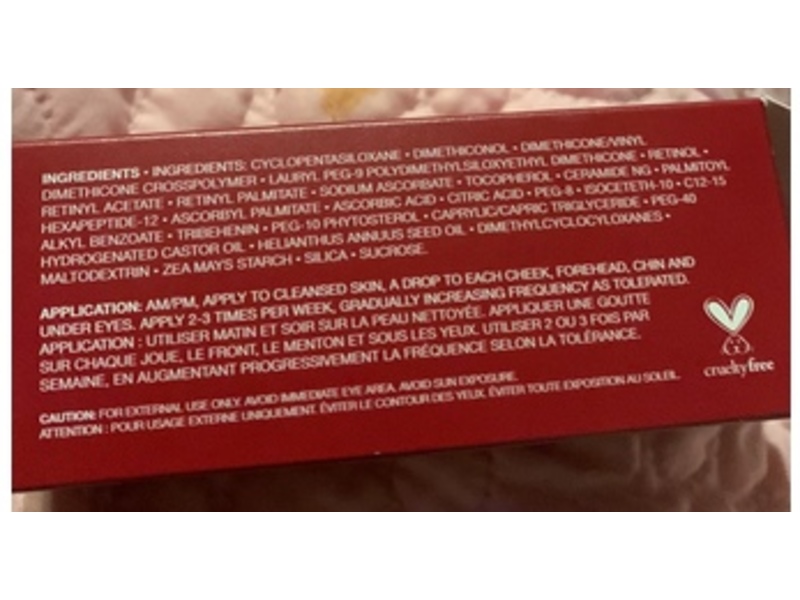 INGREDIENTS • INGREDIENTS: CYCLOPENTASILOXANE • DIMETHICONOL • DIMETHICONE/VINYL
DIMETHICONE CROSSPOLYMER • LAURYL PEG-9 POLYDIMETHYLSILOXYETHYL DIMETHICONE • RETINOL •
RETINYL ACETATE • RETINYL PALMITATE • SODIUM ASCORBATE • TOCOPHEROL • CERAMIDE NG • PALMITOYL
HEXAPEPTIDE-12 • ASCORBYL PALMITATE • ASCORBIC ACID • CITRIC ACID • PEG-8 • ISOCETETH-10 • C12-15
ALKYL BENZOATE • TRIBEHENIN • PEG-10 PHYTOSTEROL • CAPRYLIC/CAPRIC TRIGLYCERIDE • PEG-40
HYDROGENATED CASTOR OIL • HELIANTHUS ANNUUS SEED OIL • DIMETHYLCYCLOCYLOXANES •
MALTODEXTRIN • ZEA MAYS STARCH • SILICA • SUCROSE.
APPLICATION: AM/PM, APPLY TO CLEANSED SKIN, A DROP TO EACH CHEEK, FOREHEAD, CHIN AND
UNDER EYES. APPLY 2-3 TIMES PER WEEK, GRADUALLY INCREASING FREQUENCY AS TOLERATED.
APPLICATION : UTILISER MATIN ET SOIR SUR LA PEAU NETTOYÉE. APPLIQUER UNE GOUTTE
SUR CHAQUE JOUE, LE FRONT, LE MENTON ET SOUS LES YEUX. UTILISER 2 OU 3 FOIS PAR
SEMAINE, EN AUGMENTANT PROGRESSIVEMENT LA FRÉQUENCE SELON LA TOLÉRANCE.
CAUTION: FOR EXTERNAL USE ONLY. AVOID IMMEDIATE EYE AREA. AVOID SUN EXPOSURE.
ATTENTION : POUR USAGE EXTERNE UNIQUEMENT. ÉVITER LE CONTOUR DES YEUX. ÉVITER TOUTE EXPOSITION AU SOLEIL.
crueltyfree